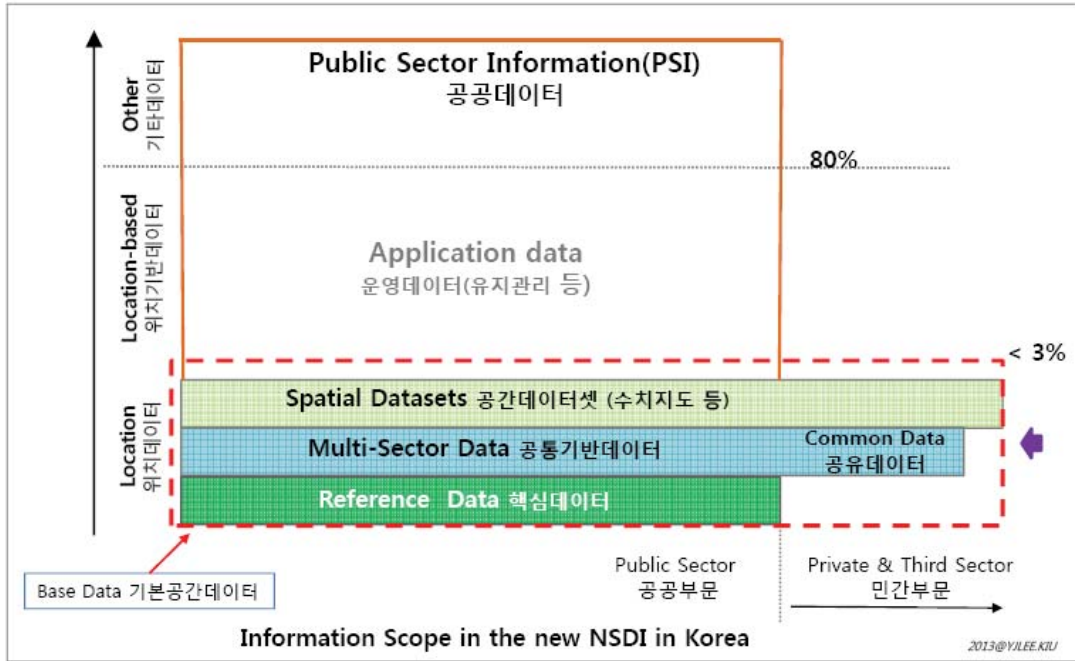 Public Sector Information(PSI)
공공데이터
Other
기타데이터
80%
Location-based
위치기반데이터
Application data
운영데이터(유지관리 등)
< 3%
Spatial Datasets 공간데이터셋 (수치지도 등)
Location
위치데이터
Multi-Sector Data 공통기반데이터
Common Data
공유데이터
Reference Data 핵심데이터
Base Data 기본공간데이터
Public Sector
공공부문
Private & Third Sector
민간부문
Information Scope in the new NSDI in Korea
2013@YJLEE.KIU